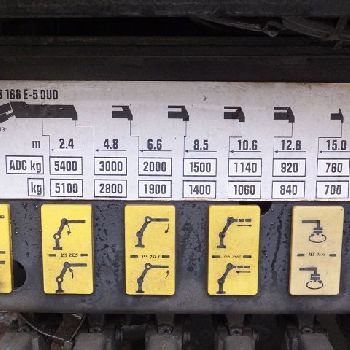 166 E-5 DUO
m 2.4 4.8 6.6 8.5 10.6 12.8 15.0
ADC kg 5400 3000 2000 1500 1140 920 780
kg 5100 2800 1900 1400 1060 840 700